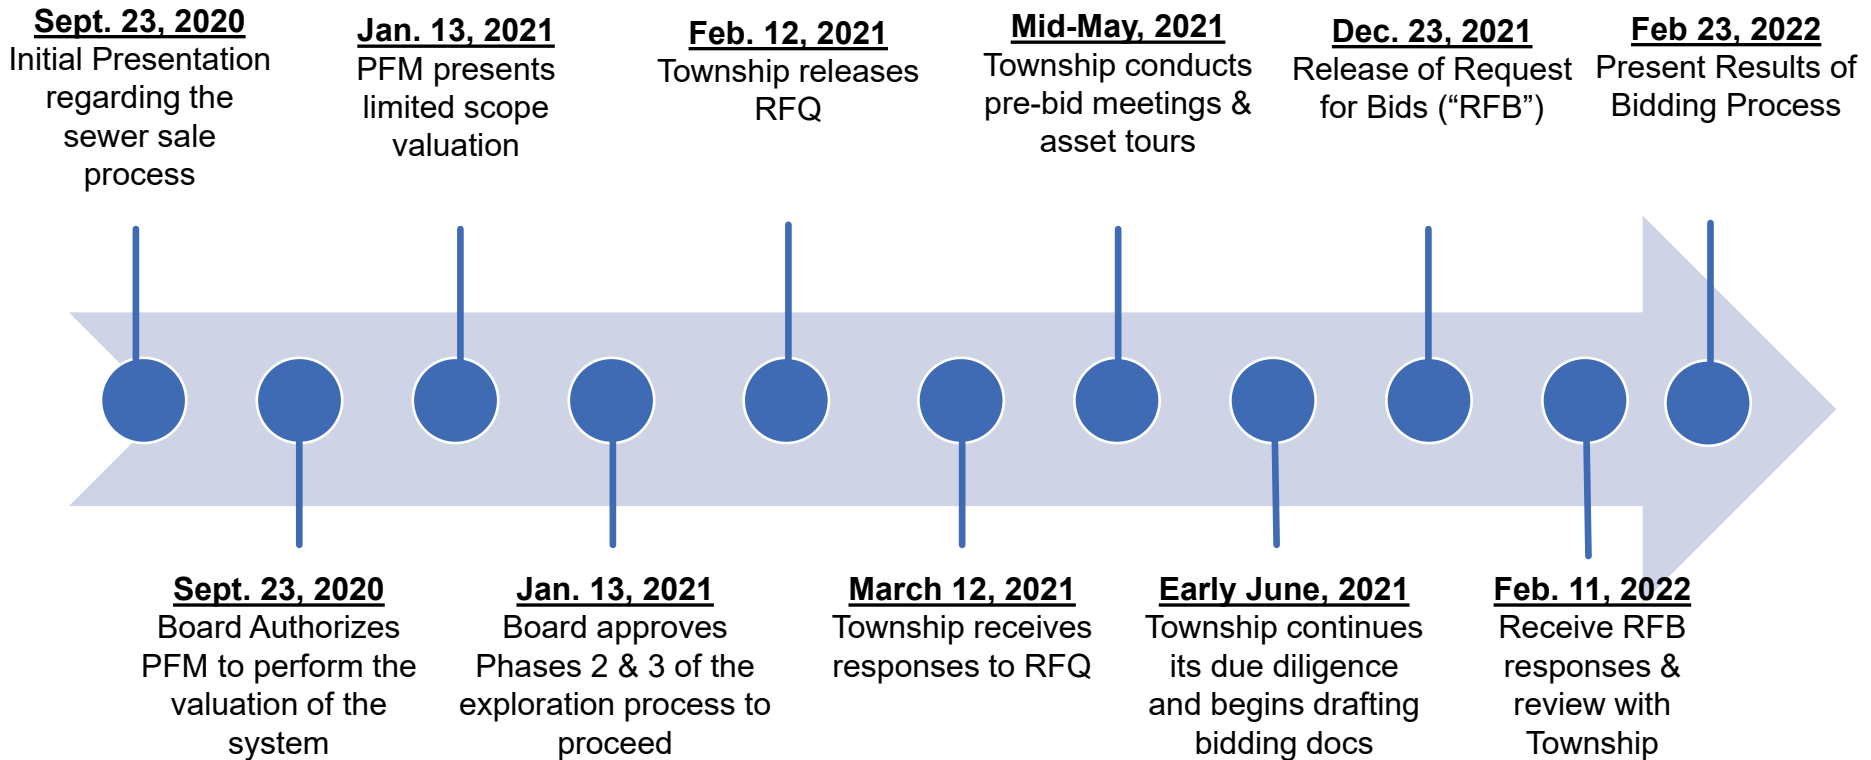 Sept. 23, 2020
Initial Presentation
regarding the
sewer sale
process
Jan. 13, 2021
PFM presents
limited scope
valuation
Feb. 12, 2021
Township releases
RFQ
Mid-May, 2021
Township conducts
pre-bid meetings &
asset tours
Dec. 23, 2021
Release of Request
for Bids (“RFB”)
Feb 23, 2022
Present Results of
Bidding Process
Sept. 23, 2020
Board Authorizes
PFM to perform the
valuation of the
system
Jan. 13, 2021
Board approves
Phases 2 & 3 of the
exploration process to
proceed
March 12, 2021
Township receives
responses to RFQ
Early June, 2021
Township continues
its due diligence
and begins drafting
bidding docs
Feb. 11, 2022
Receive RFB
responses &
review with
Township